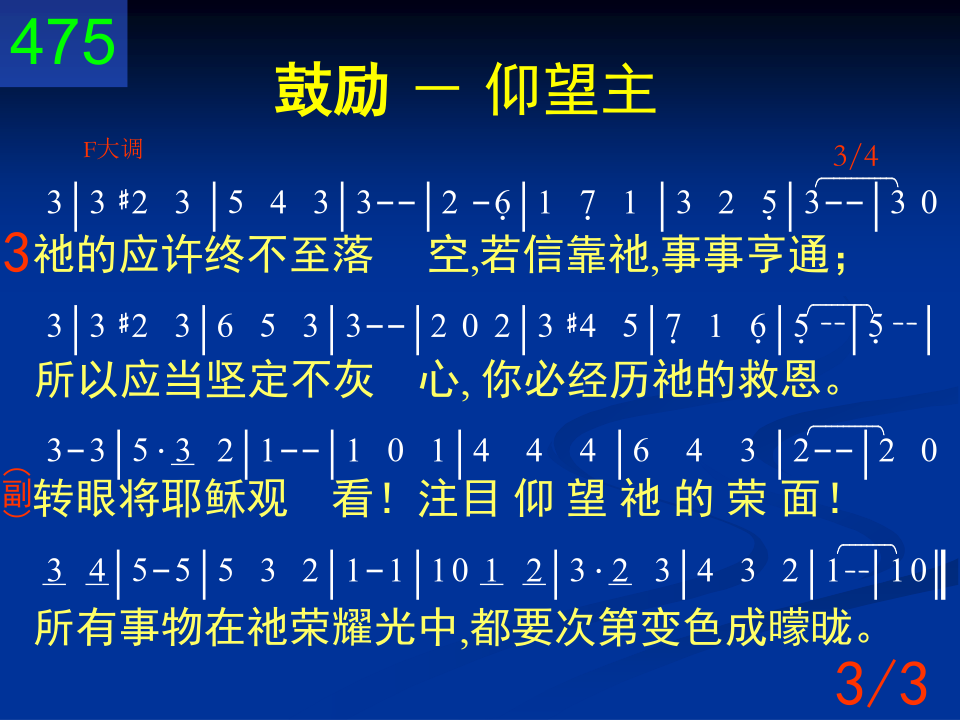 475
鼓励 － 仰望主
F大调 3/4
3|3 #2 3|5 4 3|3--|2 -6̣|1 7̣ 1|3 2 5̣|3--|3 0
3祂的应许终不至落 空,若信靠祂,事事亨通；
3|3 #2 3|6 5 3|3--|2 0 2|3 #4 5|7̣ 1 6̣|5̣ --|5̣ --|
所以应当坚定不灰 心, 你必经历祂的救恩。
3-3|5·3̲ 2|1--|1 0 1|4 4 4|6 4 3|2--|2 0
（副）转眼将耶稣观 看！注目 仰 望 祂 的 荣 面！
3̲ 4̲|5-5|5 3 2|1-1|10 1̲ 2̲|3·2̲ 3|4 3 2|1--|10‖
所有事物在祂荣耀光中,都要次第变色成曚昽。
3/3